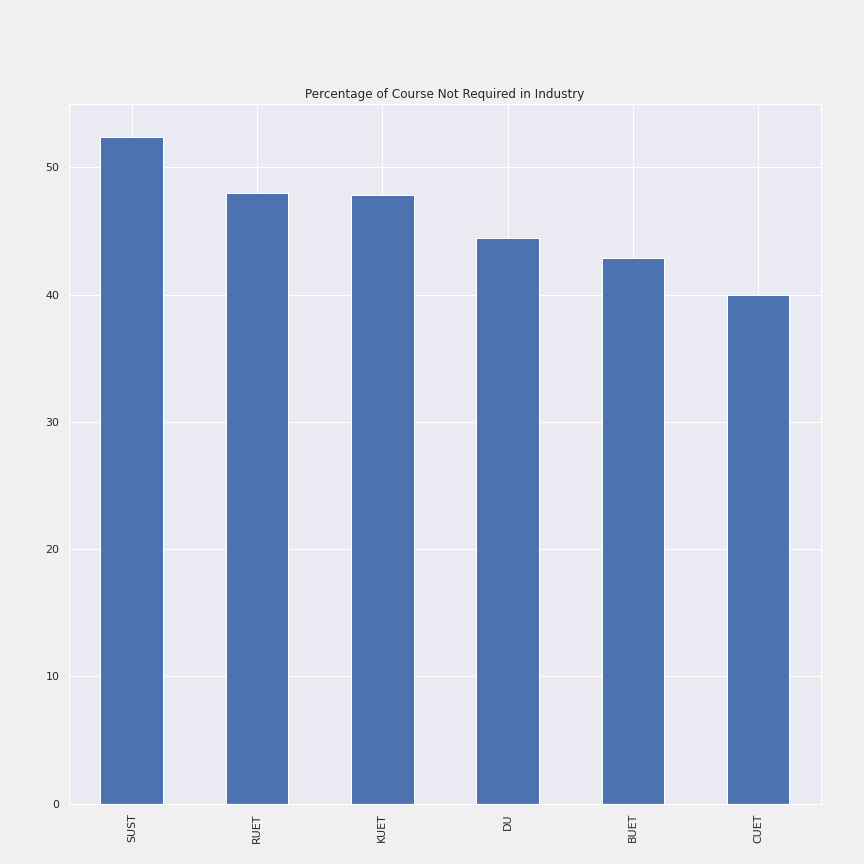 Percentage of Course Not Required in Industry
50
40
30
20
10
0
SUST
RUET
KUET
DU
BUET
CUET